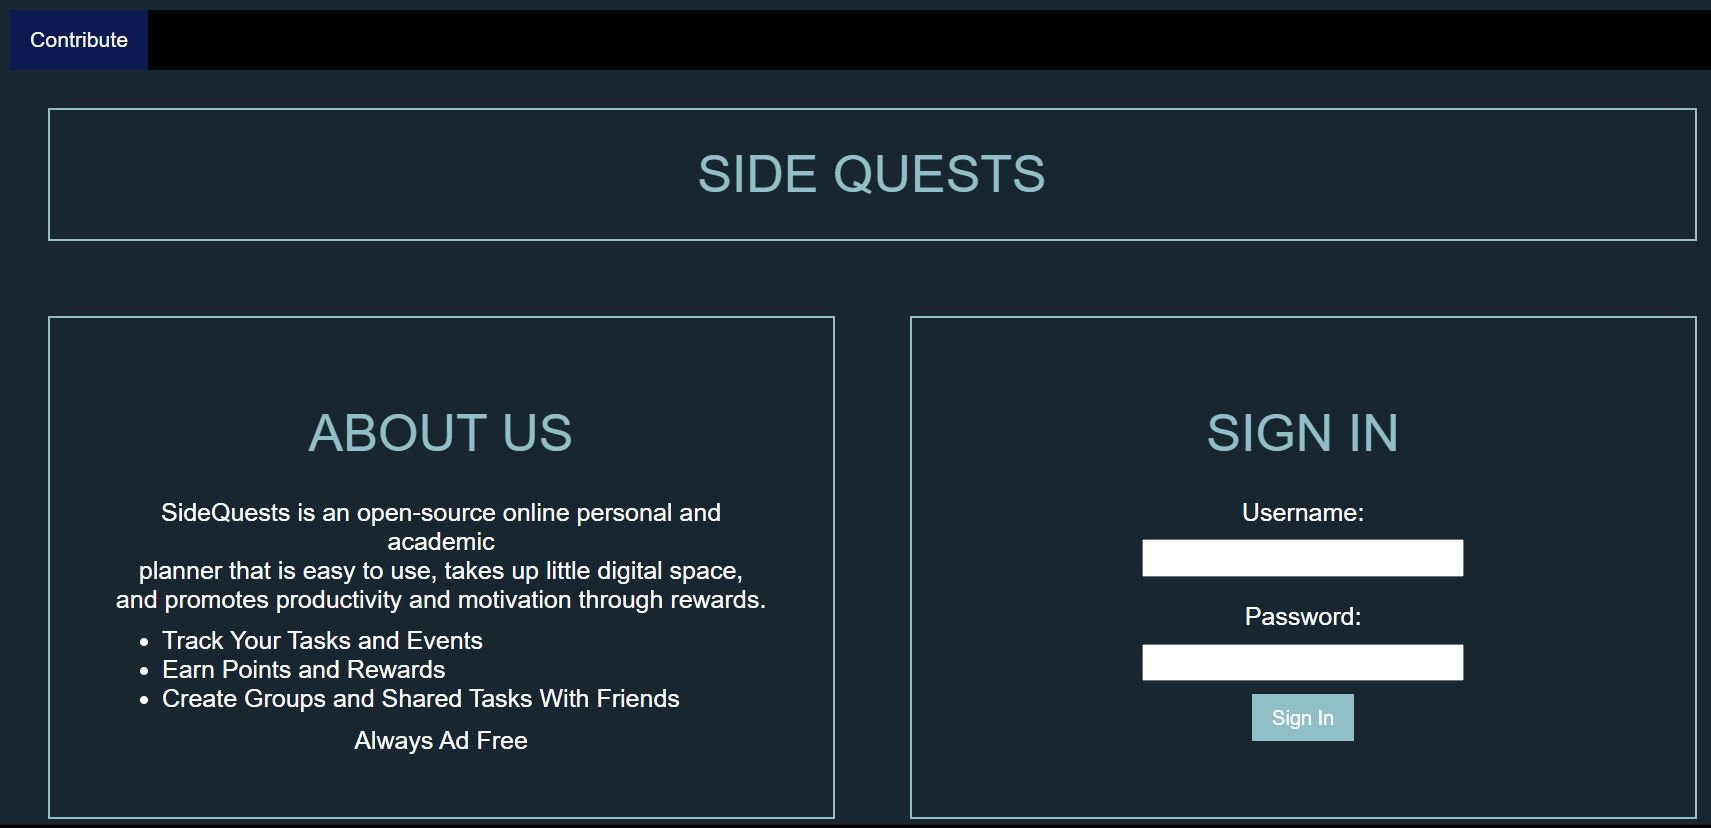 Contribute
SIDE QUESTS
ABOUT US
SideQuests is an open-source online personal and
academic
planner that is easy to use, takes up little digital space,
and promotes productivity and motivation through rewards.
• Track Your Tasks and Events
• Earn Points and Rewards
• Create Groups and Shared Tasks With Friends
Always Ad Free
SIGN IN
Username:
Password:
Sign In